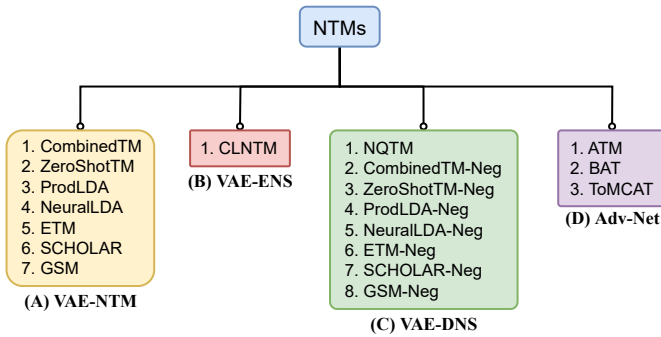 NTMs
1. CombinedTM
2. ZeroShotTM
3. ProdLDA
4. NeuralLDA
5. ETM
6. SCHOLAR
7. GSM
(A) VAE-NTM
1. CLNTM
(B) VAE-ENS
1. NQTM
2. CombinedTM-Neg
3. ZeroShotTM-Neg
4. ProdLDA-Neg
5. NeuralLDA-Neg
6. ETM-Neg
7. SCHOLAR-Neg
8. GSM-Neg
(C) VAE-DNS
1. ATM
2. BAT
3. ToMCAT
(D) Adv-Net